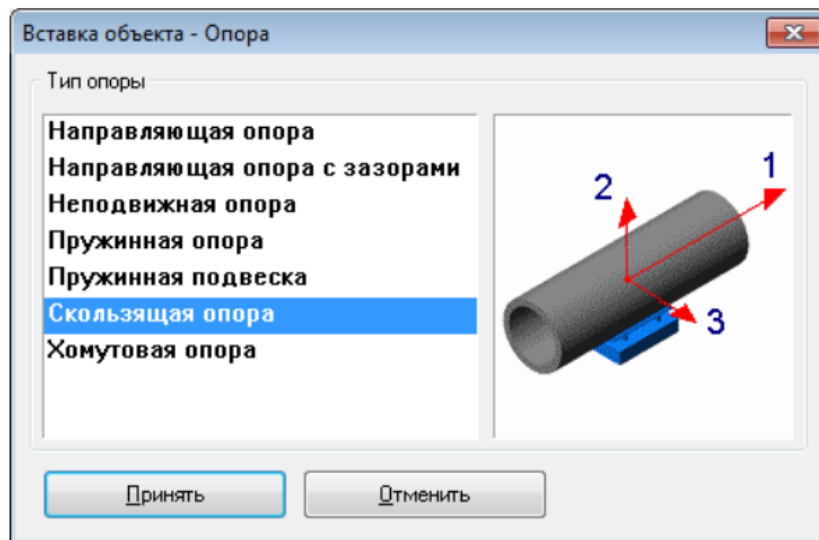 Вставка объекта - Опора
Тип опоры
Направляющая опора
Направляющая опора с зазорами
Неподвижная опора
Пружинная опора
Пружинная подвеска
Скользящая опора
Хомутовая опора
1
2
3
Принять
Отменить